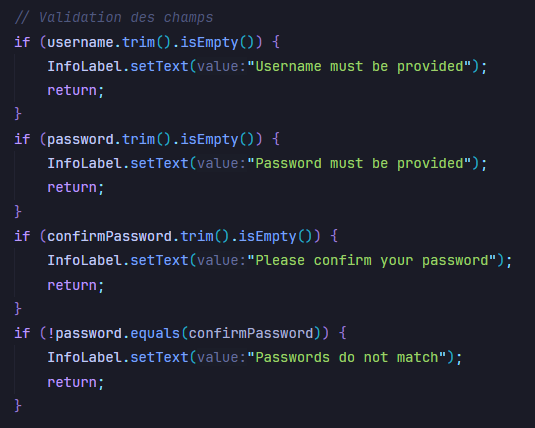 // Validation des champs
if (username.trim().isEmpty()) {
    InfoLabel.setText(value:"Username must be provided");
    return;
}
if (password.trim().isEmpty()) {
    InfoLabel.setText(value:"Password must be provided");
    return;
}
if (confirmPassword.trim().isEmpty()) {
    InfoLabel.setText(value:"Please confirm your password");
    return;
}
if (!password.equals(confirmPassword)) {
    InfoLabel.setText(value:"Passwords do not match");
    return;
}